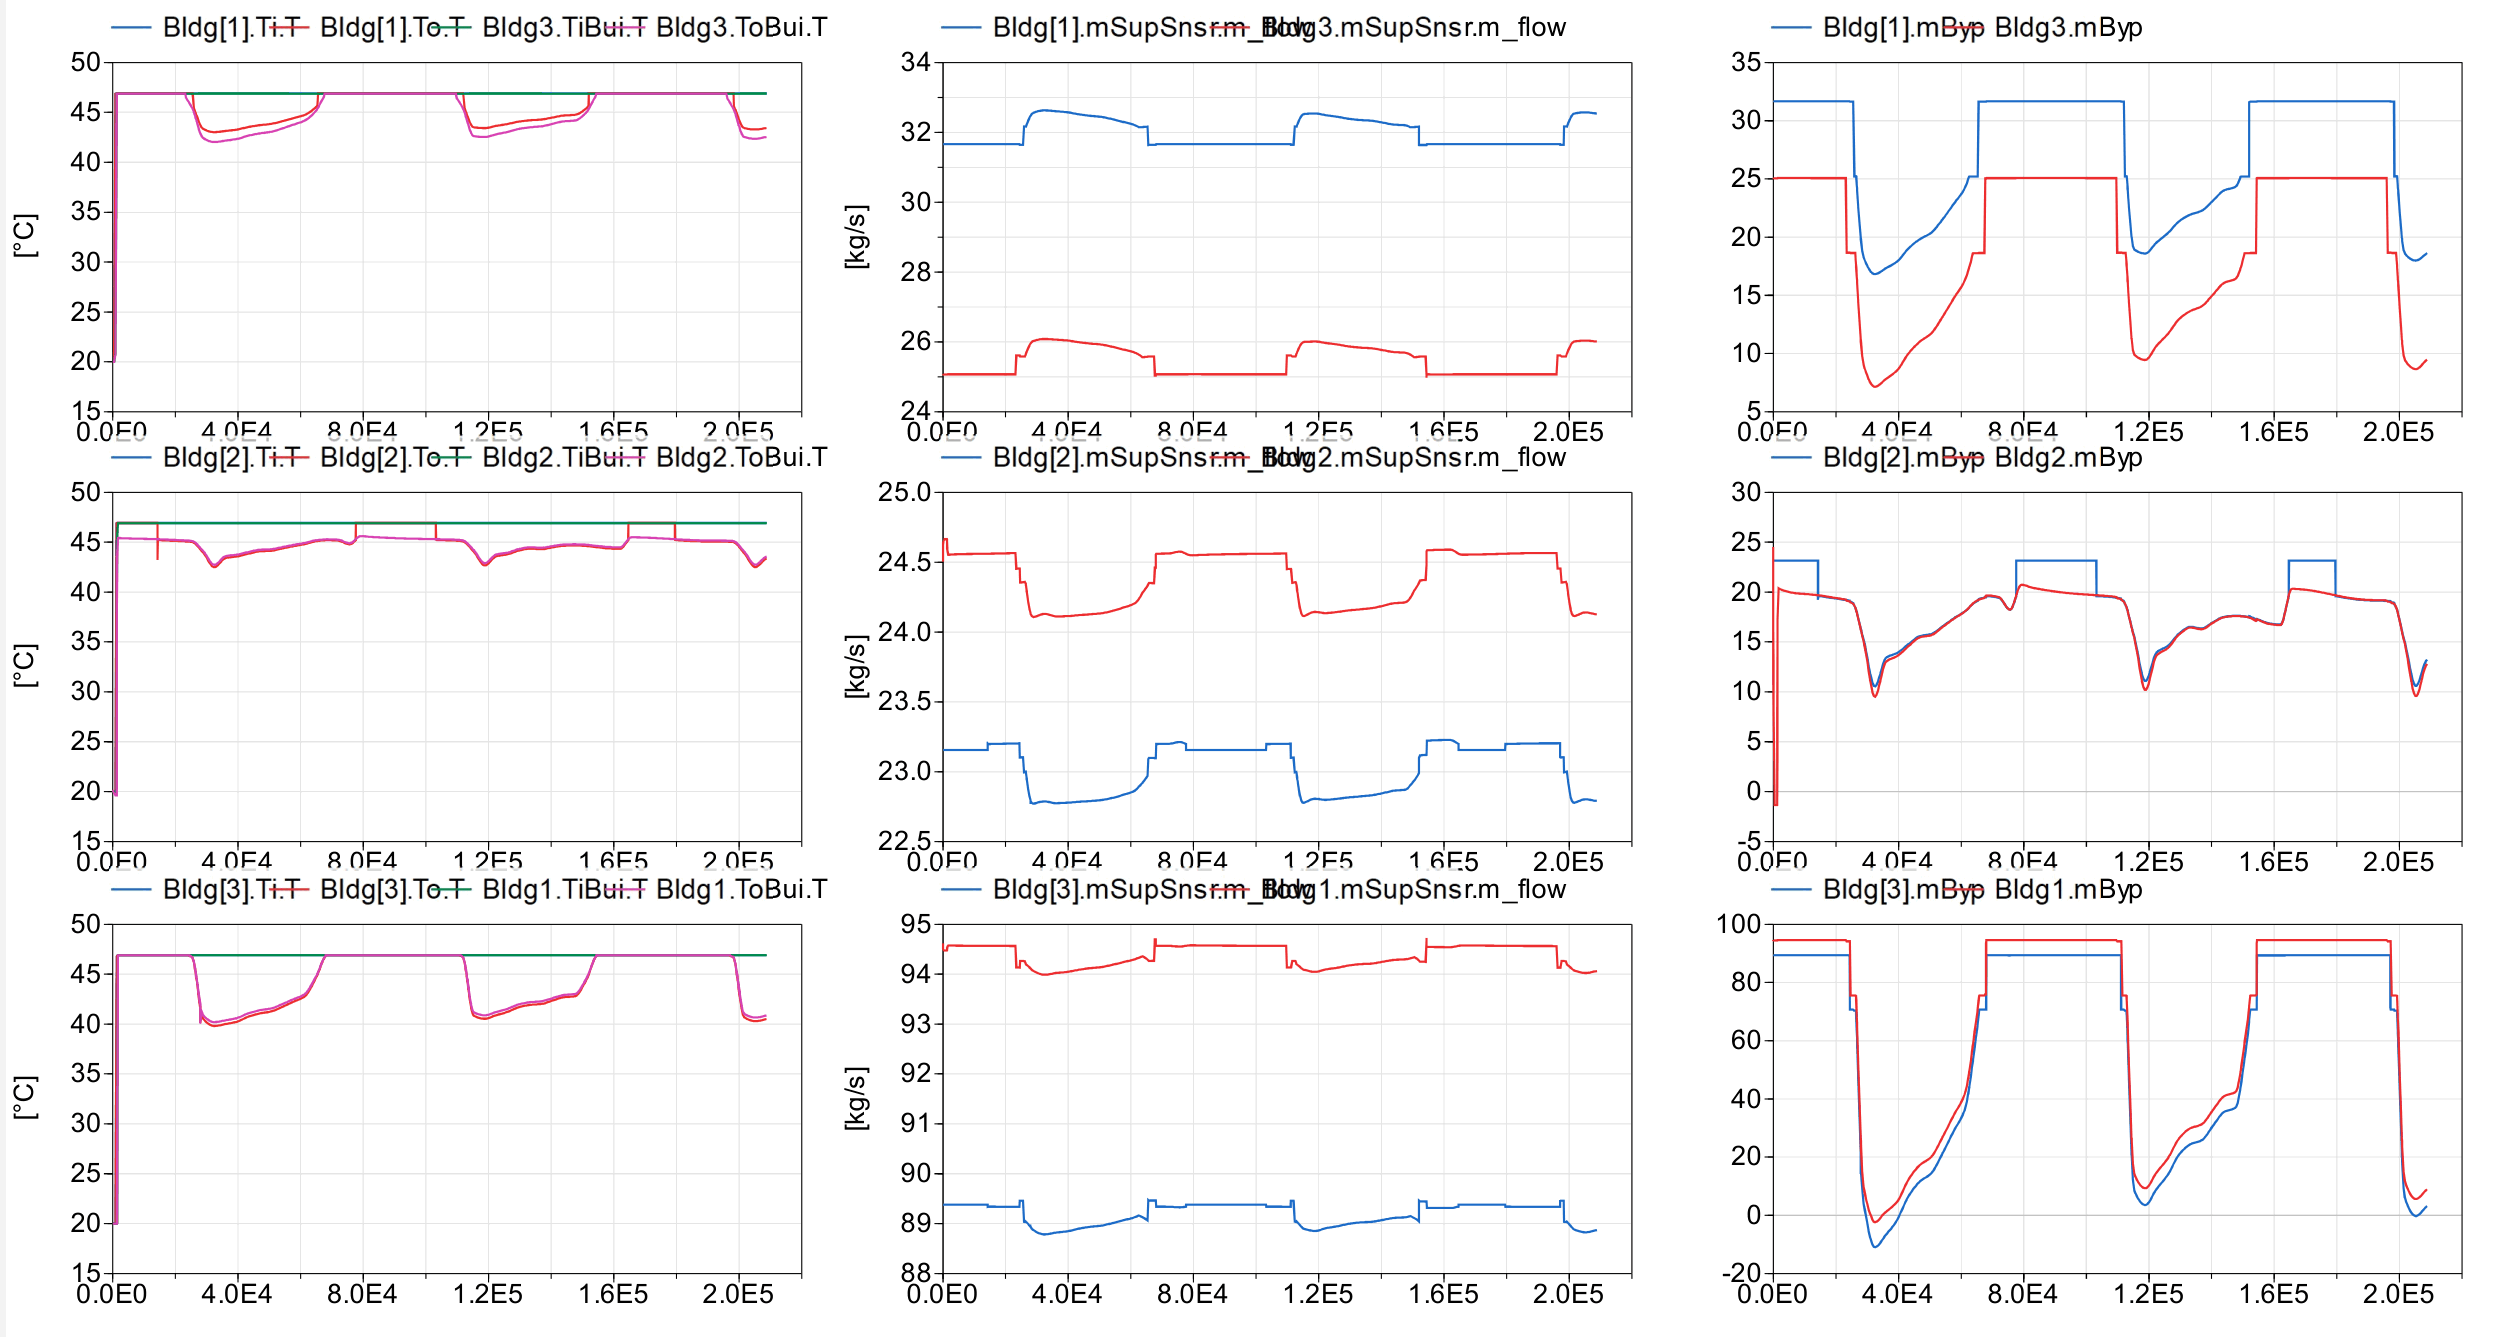 Bldg[1].Ti.T Bldg[1].To.T Bldg3.TiBui.T Bldg3.ToBui.T
50
45
40
35
30
25
20
15
[°C]
0.0E0 4.0E4 8.0E4 1.2E5 1.6E5 2.0E5
Bldg[1].mSupSnsr.m_flow Bldg3.mSupSnsr.m_flow
34
32
30
28
26
24
[kg/s]
0.0E0 4.0E4 8.0E4 1.2E5 1.6E5 2.0E5
Bldg[1].mByp Bldg3.mByp
35
30
25
20
15
10
5
0.0E0 4.0E4 8.0E4 1.2E5 1.6E5 2.0E5
Bldg[2].Ti.T Bldg[2].To.T Bldg2.TiBui.T Bldg2.ToBui.T
50
45
40
35
30
25
20
15
[°C]
0.0E0 4.0E4 8.0E4 1.2E5 1.6E5 2.0E5
Bldg[2].mSupSnsr.m_flow Bldg2.mSupSnsr.m_flow
25.0
24.5
24.0
23.5
23.0
22.5
[kg/s]
0.0E0 4.0E4 8.0E4 1.2E5 1.6E5 2.0E5
Bldg[2].mByp Bldg2.mByp
30
25
20
15
10
5
0
-5
0.0E0 4.0E4 8.0E4 1.2E5 1.6E5 2.0E5
Bldg[3].Ti.T Bldg[3].To.T Bldg1.TiBui.T Bldg1.ToBui.T
50
45
40
35
30
25
20
15
[°C]
0.0E0 4.0E4 8.0E4 1.2E5 1.6E5 2.0E5
Bldg[3].mSupSnsr.m_flow Bldg1.mSupSnsr.m_flow
95
94
93
92
91
90
89
88
[kg/s]
0.0E0 4.0E4 8.0E4 1.2E5 1.6E5 2.0E5
Bldg[3].mByp Bldg1.mByp
100
80
60
40
20
0
-20
0.0E0 4.0E4 8.0E4 1.2E5 1.6E5 2.0E5